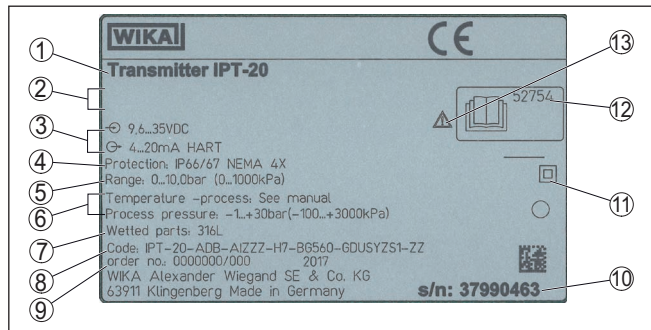 WIKA
CE
Transmitter IPT-20
52754
9,6...35VDC
4...20mA HART
Protection: IP66/67 NEMA 4X
Range: 0...10,0bar (0...1000kPa)
Temperature -process: See manual
Process pressure: -1...+30bar(-100...+3000kPa)
Wetted parts: 316L
Code: IPT-20-ADB-AIZZZ-H7-BG560-GDUSYZS1-ZZ
order no.: 0000000/000 2017
WIKA Alexander Wiegand SE & Co. KG
63911 Klingenberg Made in Germany
s/n: 37990463
1
2
3
4
5
6
7
8
9
10
11
12
13